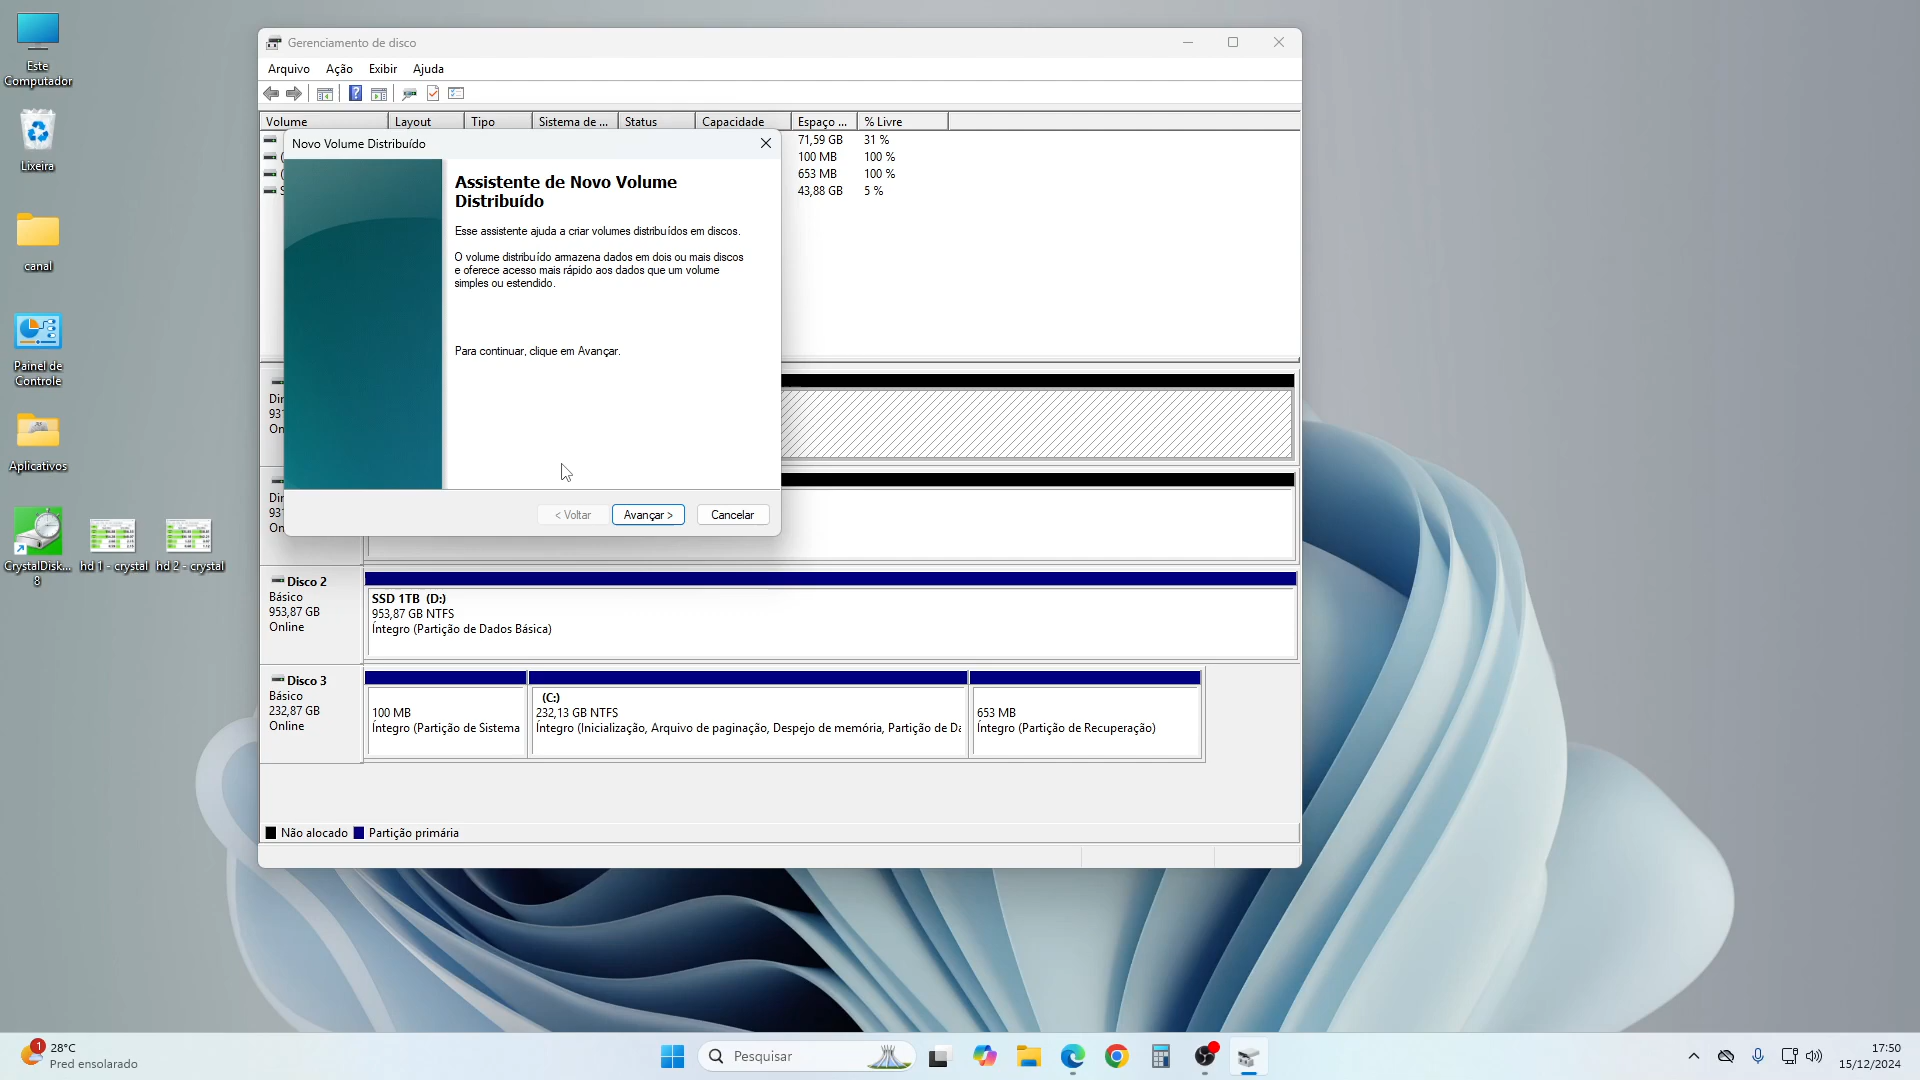 Este
Computador
Lixeira
canal
Painel de
Controle
Aplicativos
CrystalDisk...
8
hd 1 - crystal
hd 2 - crystal
Gerenciamento de disco
Arquivo
Ação
Exibir
Ajuda
Volume
Layout
Tipo
Sistema de ...
Status
Capacidade
Espaço ...
% Livre
71,59 GB
31 %
100 MB
100 %
653 MB
100 %
43,88 GB
5 %
Novo Volume Distribuído
Assistente de Novo Volume
Distribuído
Esse assistente ajuda a criar volumes distribuídos em discos.
O volume distribuído armazena dados em dois ou mais discos
e oferece acesso mais rápido aos dados que um volume
simples ou estendido.
Para continuar, clique em Avançar.
< Voltar
Avançar >
Cancelar
Disco 2
Básico
953,87 GB
Online
SSD 1TB (D:)
953,87 GB NTFS
Íntegro (Partição de Dados Básica)
Disco 3
Básico
232,87 GB
Online
100 MB
Íntegro (Partição de Sistema
(C:)
232,13 GB NTFS
Íntegro (Inicialização, Arquivo de paginação, Despejo de memória, Partição de Da
653 MB
Íntegro (Partição de Recuperação)
Não alocado
Partição primária
1
28°C
Pred ensolarado
Pesquisar
17:50
15/12/2024